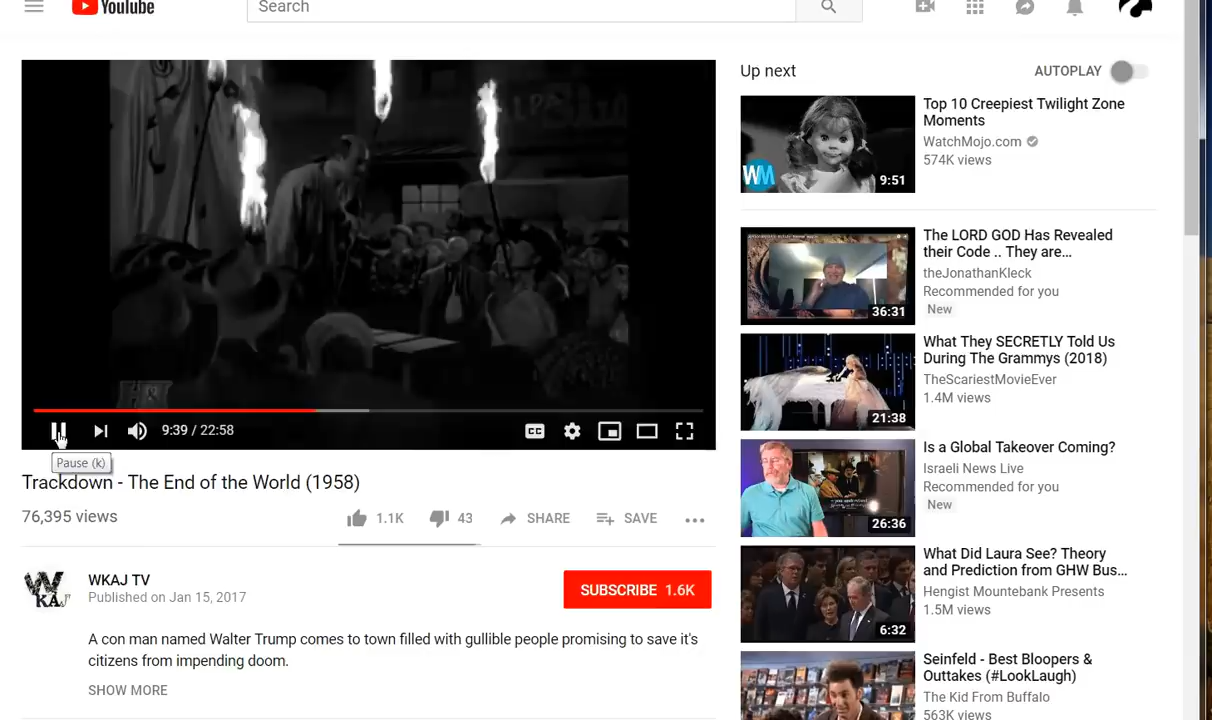 YouTube
Search
Up next
AUTOPLAY
Top 10 Creepiest Twilight Zone
Moments
WatchMojo.com
574K views
WM
9:51
The LORD GOD Has Revealed
their Code .. They are...
theJonathanKleck
Recommended for you
New
36:31
What They SECRETLY Told Us
During The Grammys (2018)
TheScariestMovieEver
1.4M views
21:38
CC
9:39 / 22:58
Pause (k)
Trackdown - The End of the World (1958)
76,395 views
1.1K
43
SHARE
SAVE
Is a Global Takeover Coming?
Israeli News Live
Recommended for you
New
26:36
WKAJ
WKAJ TV
Published on Jan 15, 2017
SUBSCRIBE 1.6K
A con man named Walter Trump comes to town filled with gullible people promising to save it's
citizens from impending doom.
SHOW MORE
What Did Laura See? Theory
and Prediction from GHW Bus...
Hengist Mountebank Presents
1.5M views
6:32
Seinfeld - Best Bloopers &
Outtakes (#LookLaugh)
The Kid From Buffalo
563K views